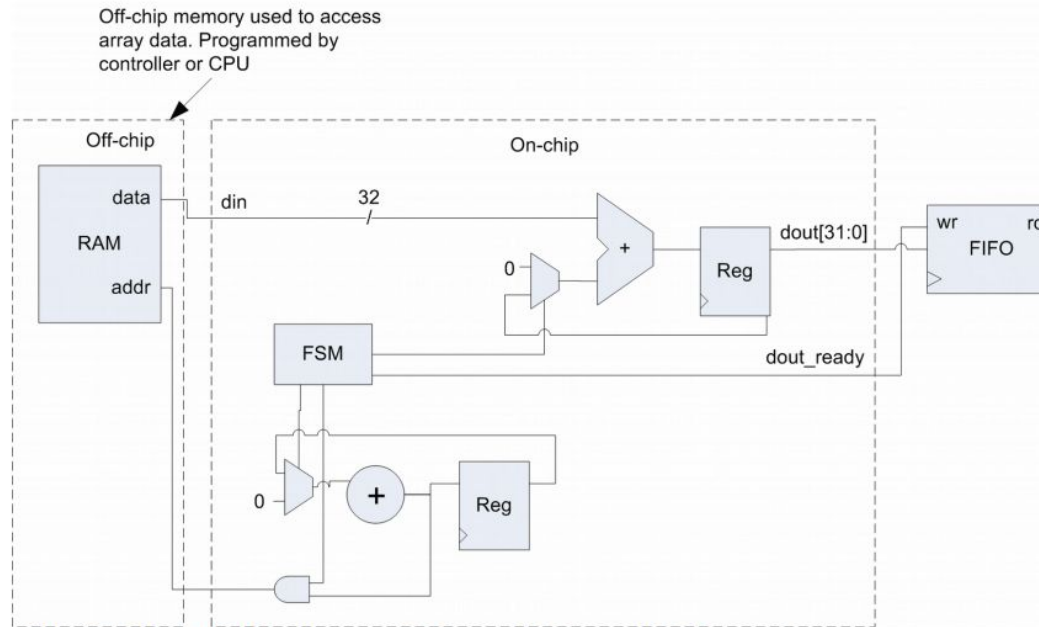 Off-chip memory used to access
array data. Programmed by
controller or CPU
Off-chip
On-chip
data
din
32
RAM
addr
0
+
Reg
dout[31:0]
wr
rd
FIFO
FSM
dout_ready
0
+
Reg